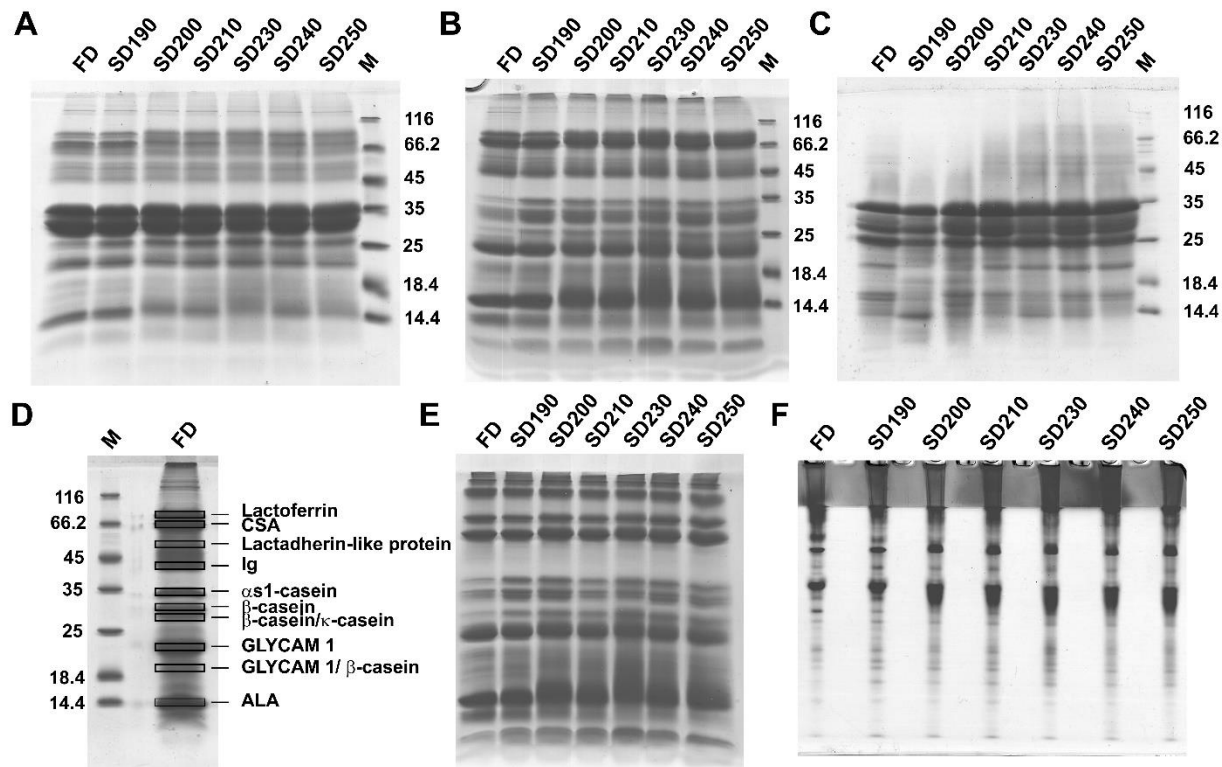 A
FD SD190 SD200 SD210 SD230 SD240 SD250 M
116
66.2
45
35
25
18.4
14.4
B
FD SD190 SD200 SD210 SD230 SD240 SD250 M
116
66.2
45
35
25
18.4
14.4
C
FD SD190 SD200 SD210 SD230 SD240 SD250 M
116
66.2
45
35
25
18.4
14.4
D
M FD
116
66.2
45
35
25
18.4
14.4
Lactoferrin
CSA
Lactadherin-like protein
Ig
αs1-casein
β-casein
β-casein/κ-casein
GLYCAM 1
GLYCAM 1/ β-casein
ALA
E
FD SD190 SD200 SD210 SD230 SD240 SD250
F
FD SD190 SD200 SD210 SD230 SD240 SD250